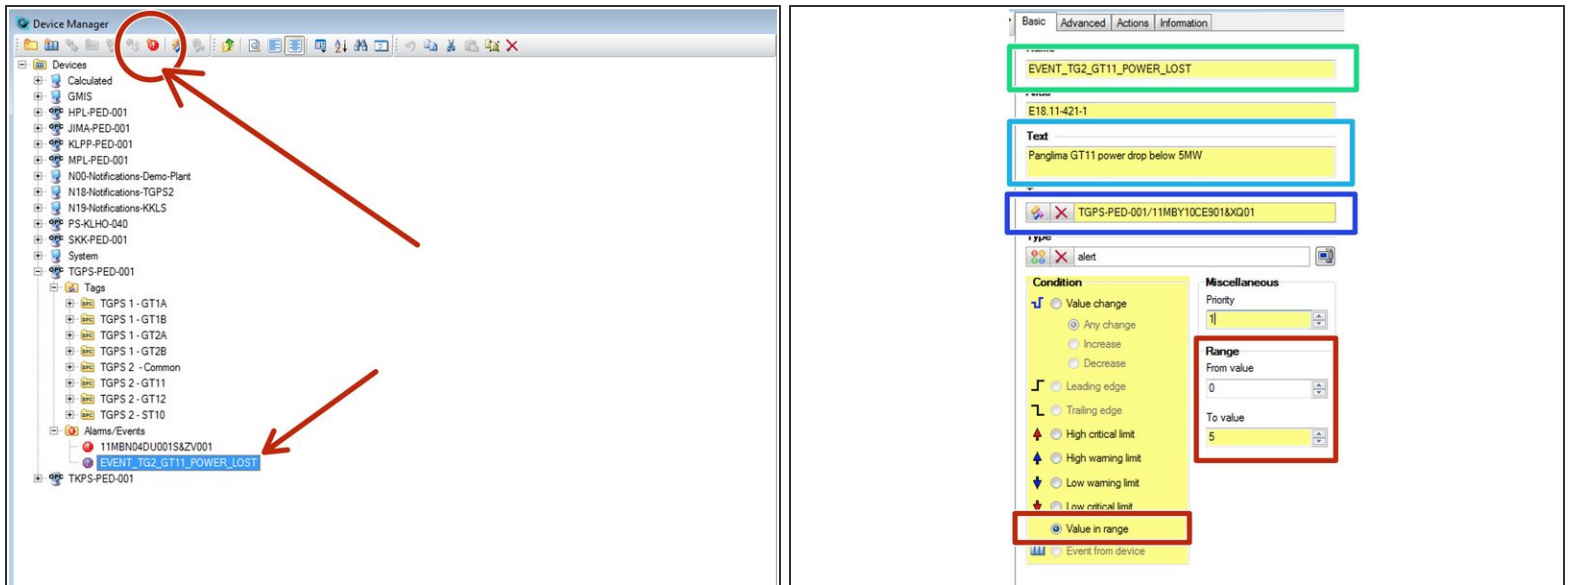 Device Manager
Devices
Calculated
GMIS
HPL-PED-001
JIMA-PED-001
KLPP-PED-001
MPL-PED-001
N00-Notifications-Demo-Plant
N18-Notifications-TGPS2
N19-Notifications-KKLS
PS-KLHO-040
SKK-PED-001
System
TGPS-PED-001
Tags
TGPS 1 - GT1A
TGPS 1 - GT1B
TGPS 1 - GT2A
TGPS 1 - GT2B
TGPS 2 - Common
TGPS 2 - GT11
TGPS 2 - GT12
TGPS 2 - ST10
Alarms/Events
11MBN04DU001S&ZV001
EVENT_TG2_GT11_POWER_LOST
TKPS-PED-001
Basic Advanced Actions Information
Name
EVENT_TG2_GT11_POWER_LOST
Alias
E18.11-421-1
Text
Panglima GT11 power drop below 5MW
TGPS-PED-001/11MBY10CE901&XQ01
Type
alert
Condition
Value change
Any change
Increase
Decrease
Leading edge
Trailing edge
High critical limit
High warning limit
Low warning limit
Low critical limit
Value in range
Event from device
Miscellaneous
Priority
1
Range
From value
0
To value
5